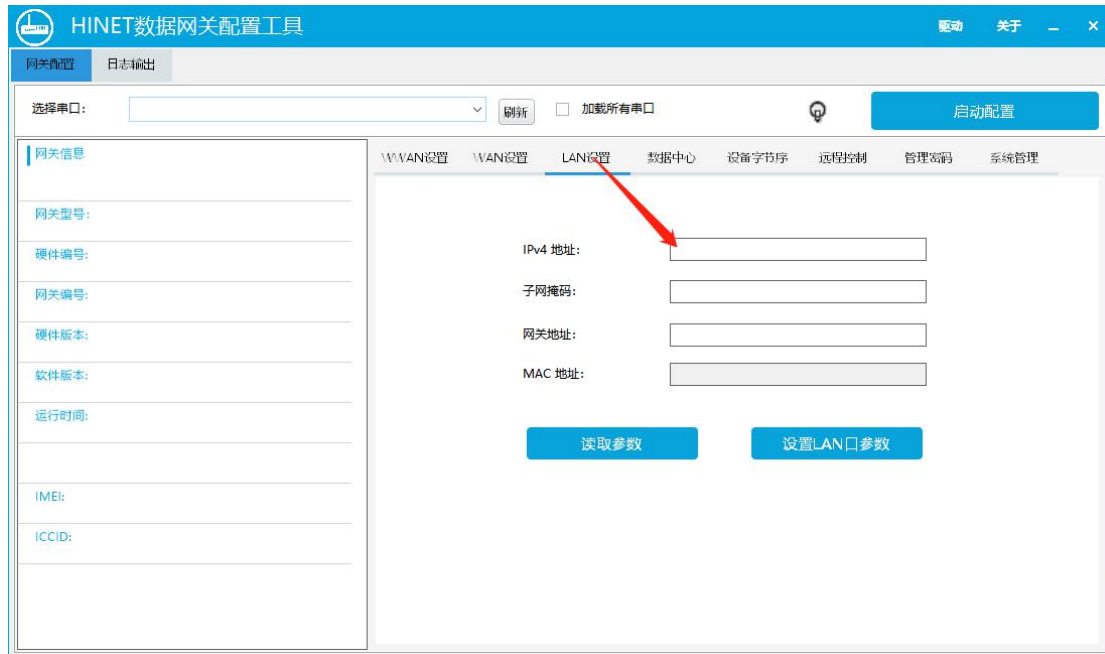 HINET数据网关配置工具 驱动 关于
网关配置 日志输出
选择串口: 刷新 加载所有串口 启动配置
网关信息
WWAN设置 WAN设置 LAN设置 数据中心 设备字节序 远程控制 管理密码 系统管理
网关型号:
硬件编号:
网关编号:
硬件版本:
软件版本:
运行时间:
IMEI:
ICCID:
IPv4 地址:
子网掩码:
网关地址:
MAC 地址:
读取参数 设置LAN口参数